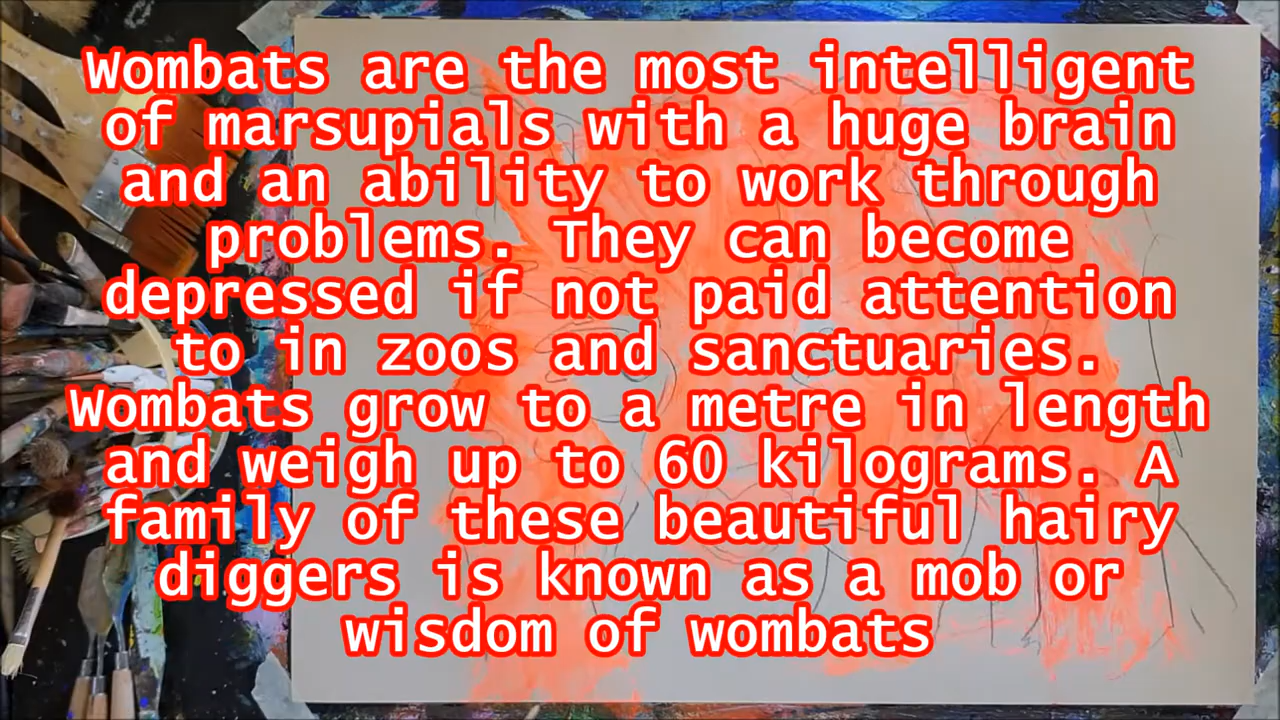 Wombats are the most intelligent
of marsupials with a huge brain
and an ability to work through
problems. They can become
depressed if not paid attention
to in zoos and sanctuaries.
Wombats grow to a metre in length
and weigh up to 60 kilograms. A
family of these beautiful hairy
diggers is known as a mob or
wisdom of wombats